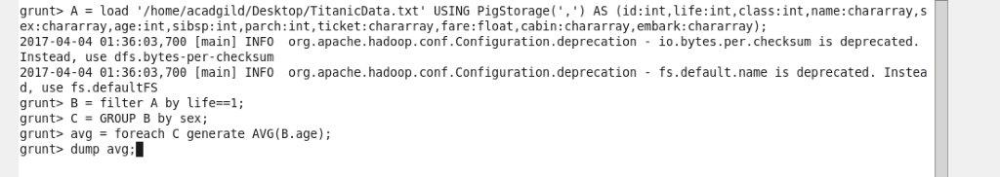 grunt> A = load '/home/acadgild/Desktop/TitanicData.txt' USING PigStorage(',') AS (id:int,life:int,class:int,name:chararray,s
ex:chararray,age:int,sibsp:int,parch:int,ticket:chararray,fare:float,cabin:chararray,embark:chararray);
2017-04-04 01:36:03,700 [main] INFO  org.apache.hadoop.conf.Configuration.deprecation - io.bytes.per.checksum is deprecated.
Instead, use dfs.bytes-per-checksum
2017-04-04 01:36:03,700 [main] INFO  org.apache.hadoop.conf.Configuration.deprecation - fs.default.name is deprecated. Instea
d, use fs.defaultFS
grunt> B = filter A by life==1;
grunt> C = GROUP B by sex;
grunt> avg = foreach C generate AVG(B.age);
grunt> dump avg;